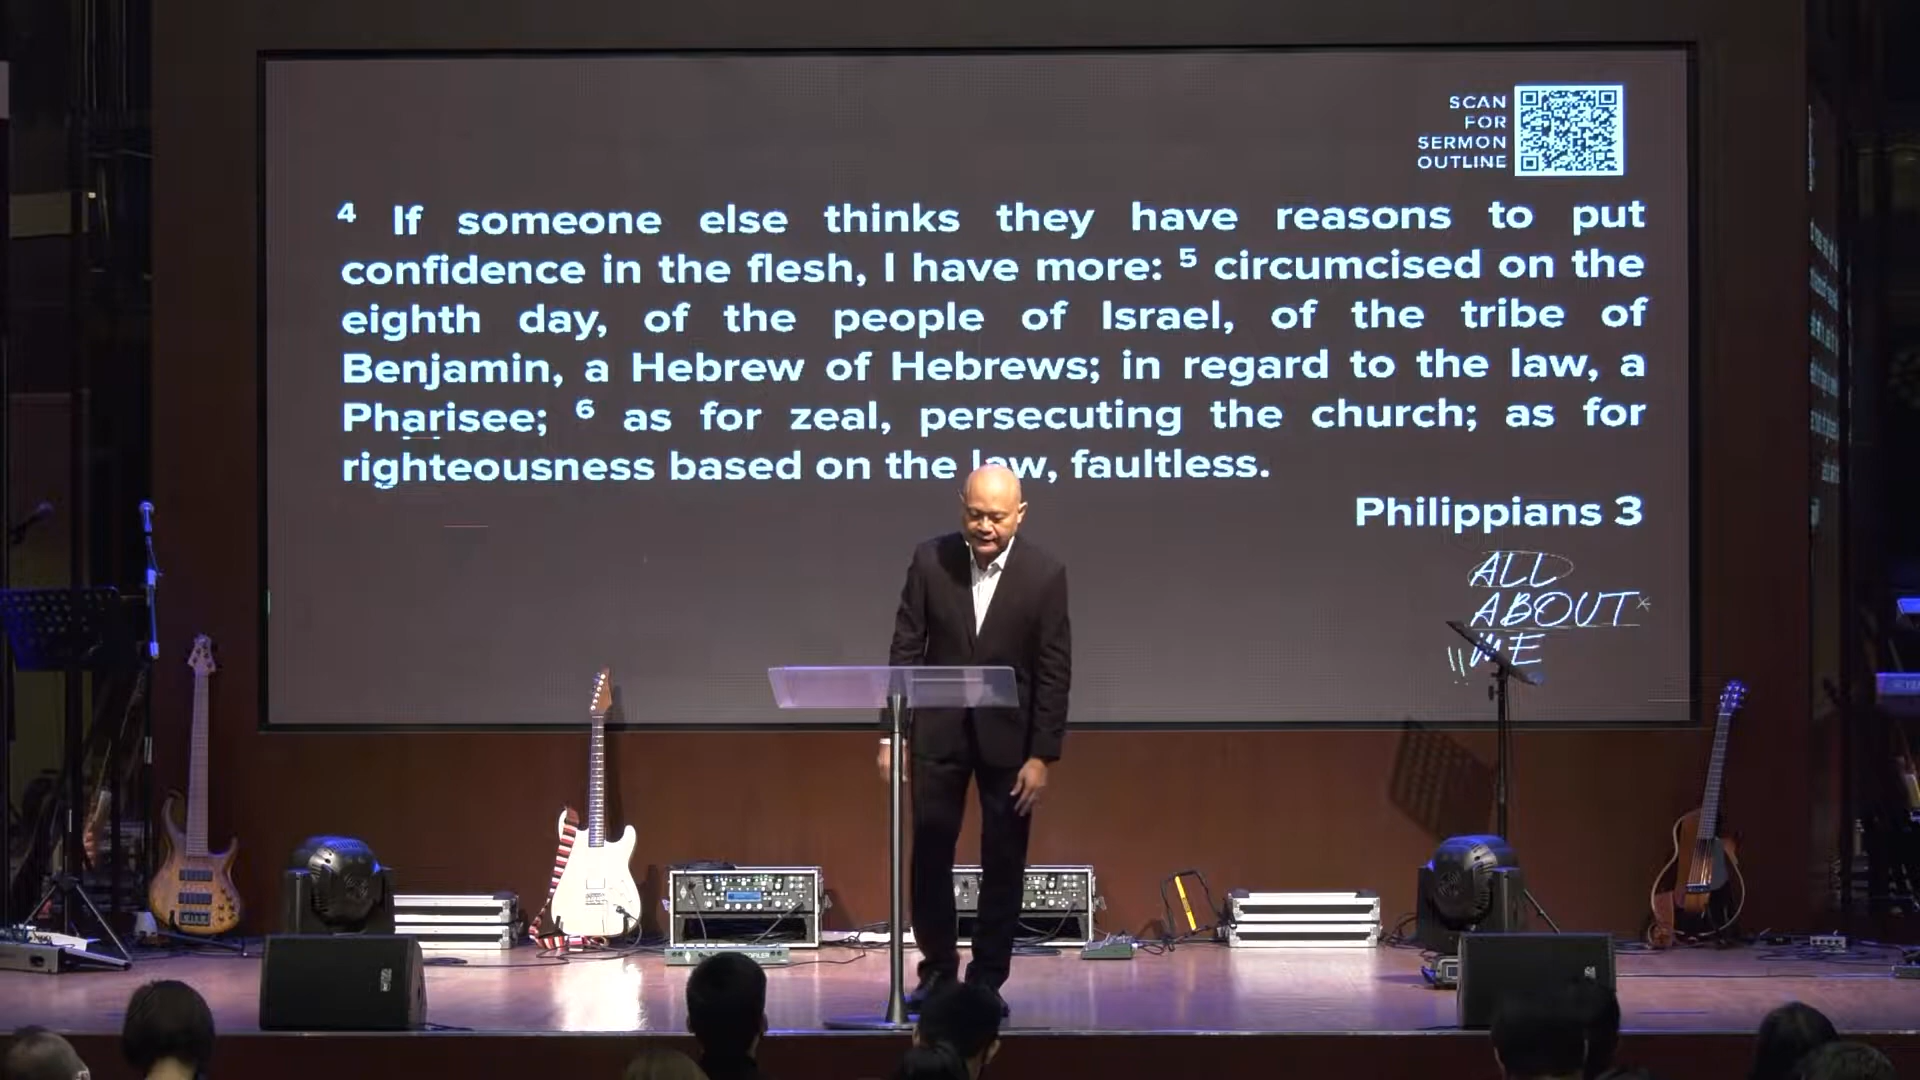 SCAN
FOR
SERMON
OUTLINE
4 If someone else thinks they have reasons to put
confidence in the flesh, I have more: 5 circumcised on the
eighth day, of the people of Israel, of the tribe of
Benjamin, a Hebrew of Hebrews; in regard to the law, a
Pharisee; 6 as for zeal, persecuting the church; as for
righteousness based on the law, faultless.
Philippians 3
ALL
ABOUT*
ME